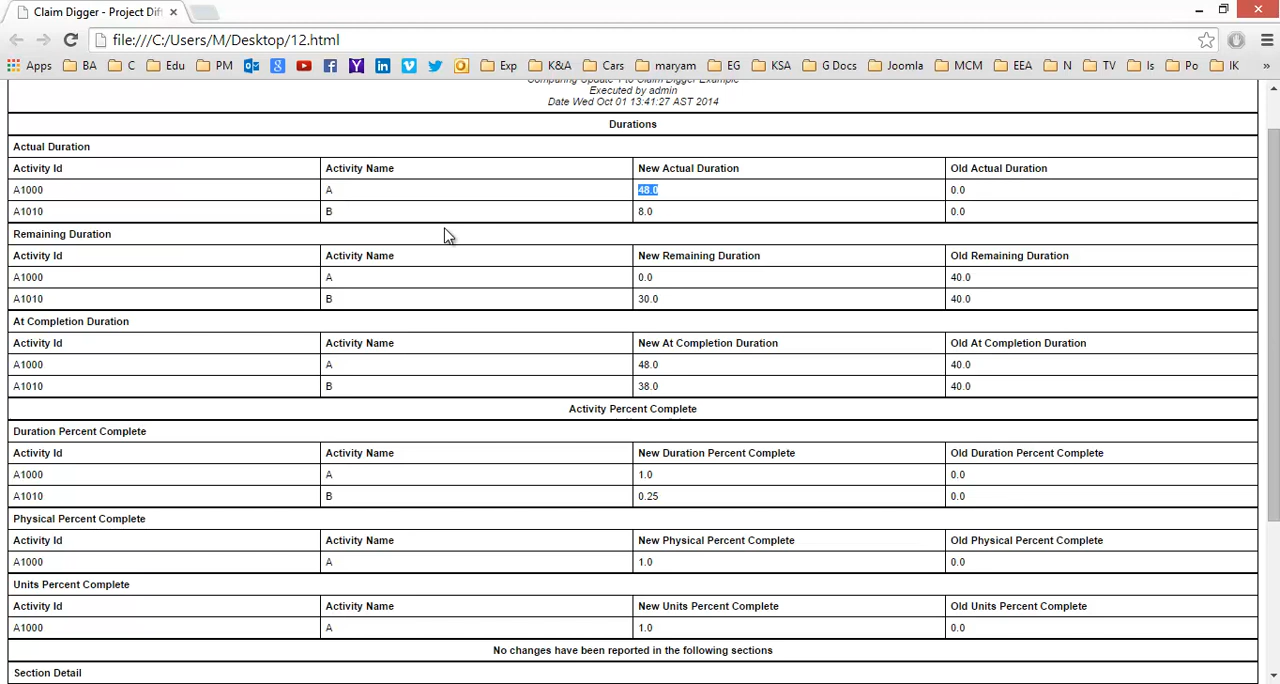 Claim Digger - Project Dif
file:///C:/Users/M/Desktop/12.html
Apps BA C Edu PM Exp K&A Cars maryam EG KSA G Docs Joomla MCM EEA N TV Is Po IK »
Comparing Update 1 to Claim Digger Example
Executed by admin
Date Wed Oct 01 13:41:27 AST 2014
Durations
Actual Duration
Activity Id Activity Name New Actual Duration Old Actual Duration
A1000 A 48.0 0.0
A1010 B 8.0 0.0
Remaining Duration
Activity Id Activity Name New Remaining Duration Old Remaining Duration
A1000 A 0.0 40.0
A1010 B 30.0 40.0
At Completion Duration
Activity Id Activity Name New At Completion Duration Old At Completion Duration
A1000 A 48.0 40.0
A1010 B 38.0 40.0
Activity Percent Complete
Duration Percent Complete
Activity Id Activity Name New Duration Percent Complete Old Duration Percent Complete
A1000 A 1.0 0.0
A1010 B 0.25 0.0
Physical Percent Complete
Activity Id Activity Name New Physical Percent Complete Old Physical Percent Complete
A1000 A 1.0 0.0
Units Percent Complete
Activity Id Activity Name New Units Percent Complete Old Units Percent Complete
A1000 A 1.0 0.0
No changes have been reported in the following sections
Section Detail